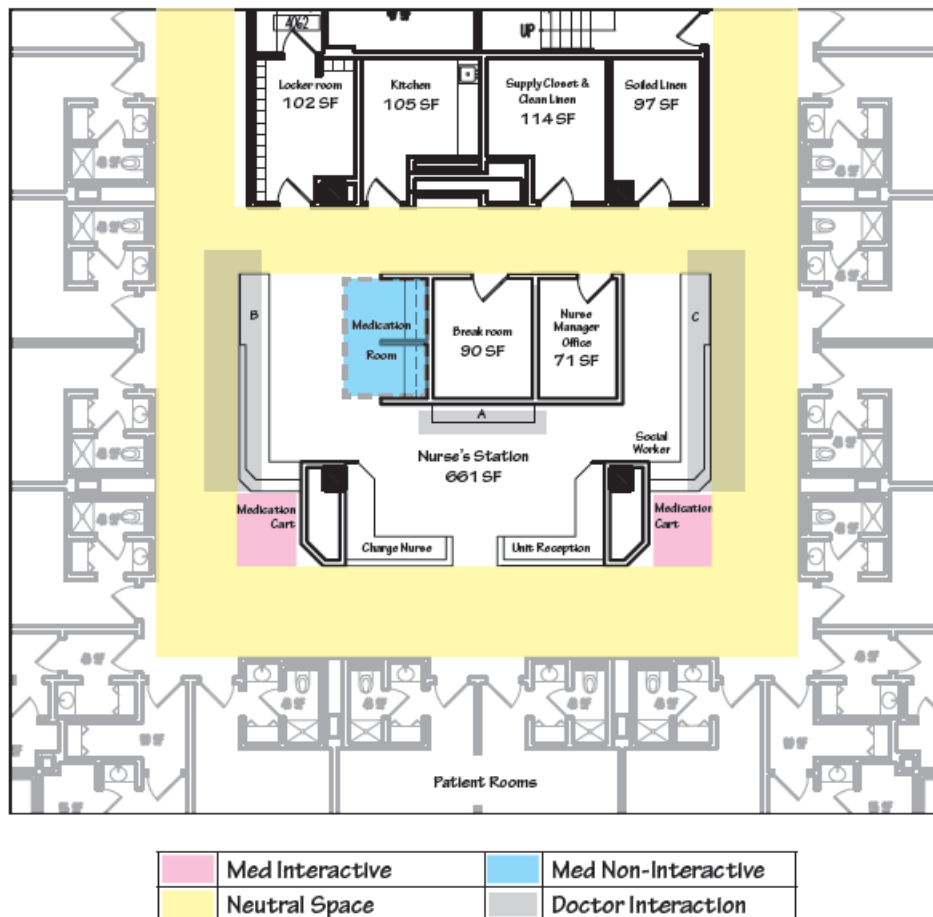 4062
UP
Locker room
102 SF
Kitchen
105 SF
Supply Closet &
Clean Linen
114 SF
Soiled Linen
97 SF
B
Medication
Room
Break room
90 SF
Nurse
Manager
Office
71 SF
C
A
Social
Worker
Nurse's Station
661 SF
Medication
Cart
Charge Nurse
Unit Reception
Medication
Cart
Patient Rooms
Med Interactive
Med Non-Interactive
Neutral Space
Doctor Interaction